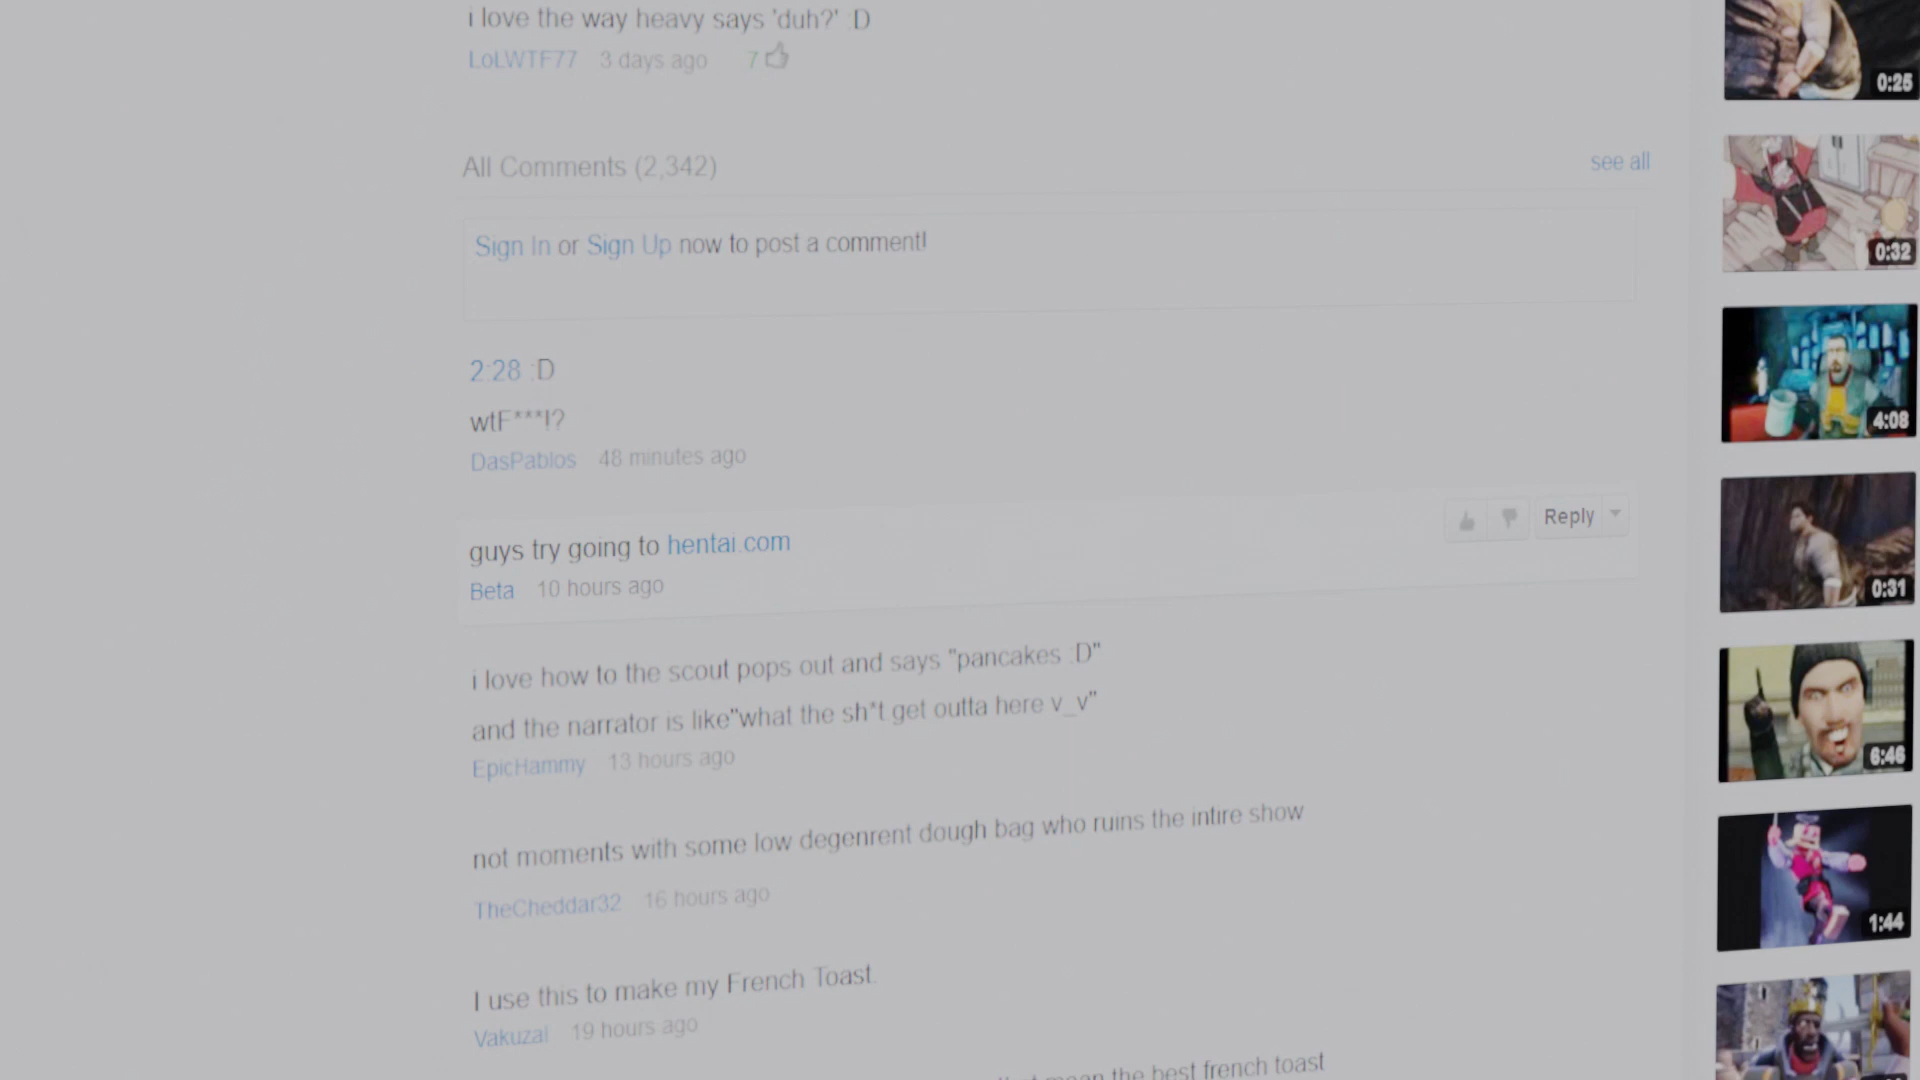 i love the way heavy says 'duh?' :D
LoLWTF77 3 days ago 7
0:25
All Comments (2,342)
see all
Sign In or Sign Up now to post a comment!
0:32
2:28 :D
wtF***!?
DasPablos 48 minutes ago
4:08
guys try going to hentai.com
Reply
Beta 10 hours ago
0:31
i love how to the scout pops out and says "pancakes :D"
and the narrator is like"what the sh*t get outta here v_v"
EpicHammy 13 hours ago
6:46
not moments with some low degenrent dough bag who ruins the intire show
TheCheddar32 16 hours ago
1:44
I use this to make my French Toast.
Vakuzal 19 hours ago
mean the best french toast